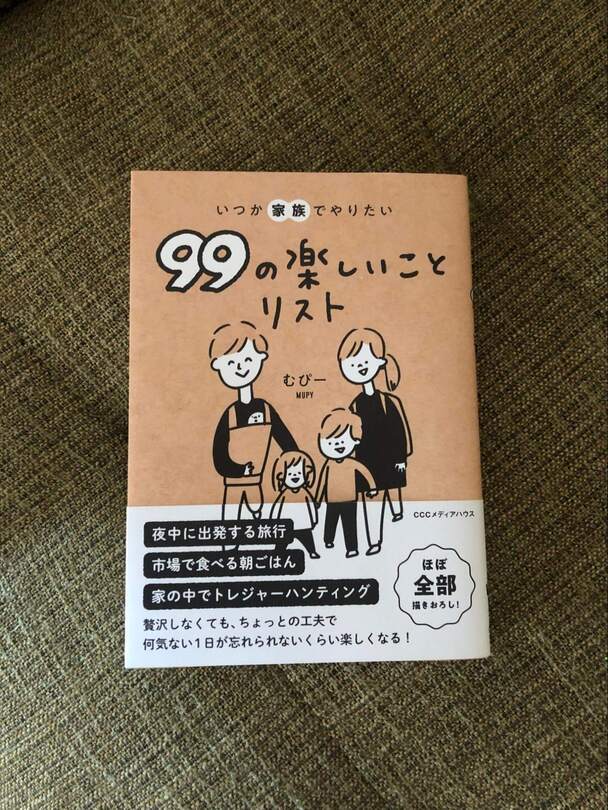 いつか家族でやりたい
99の楽しいこと
リスト
むぴー
MUPY
CCCメディアハウス
夜中に出発する旅行
市場で食べる朝ごはん
家の中でトレジャーハンティング
贅沢しなくても、ちょっとの工夫で
何気ない1日が忘れられないくらい楽しくなる！
ほぼ
全部
描きおろし！